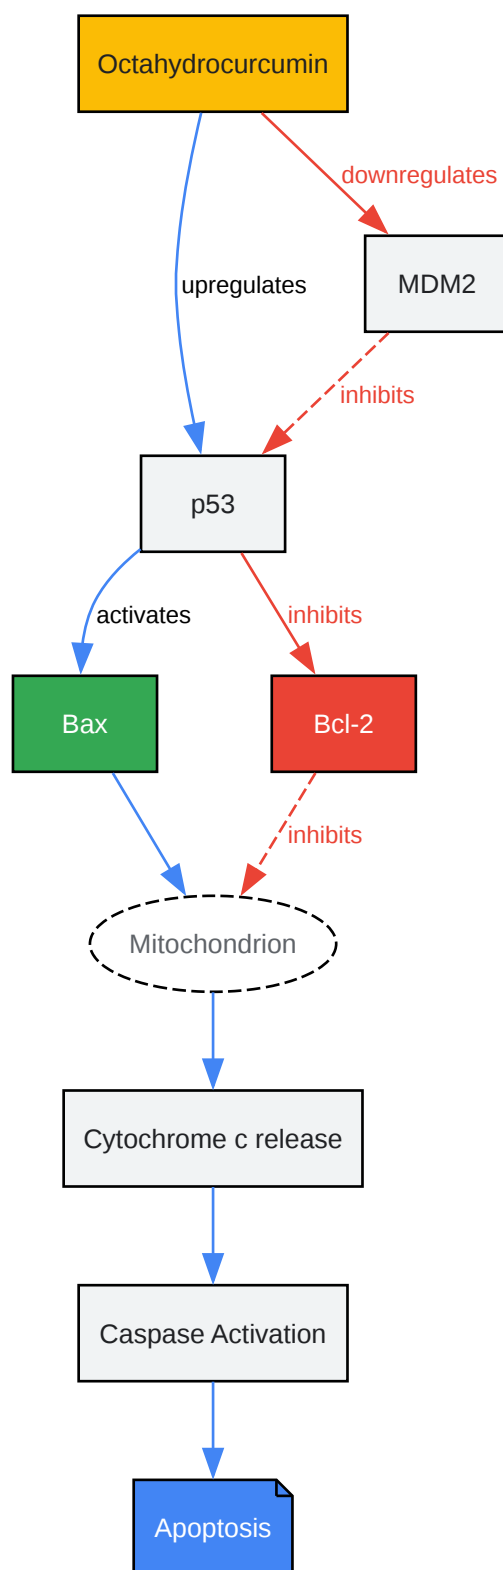 Octahydrocurcumin
downregulates
upregulates
MDM2
inhibits
p53
activates
inhibits
Bax
Bcl-2
inhibits
Mitochondrion
Cytochrome c release
Caspase Activation
Apoptosis